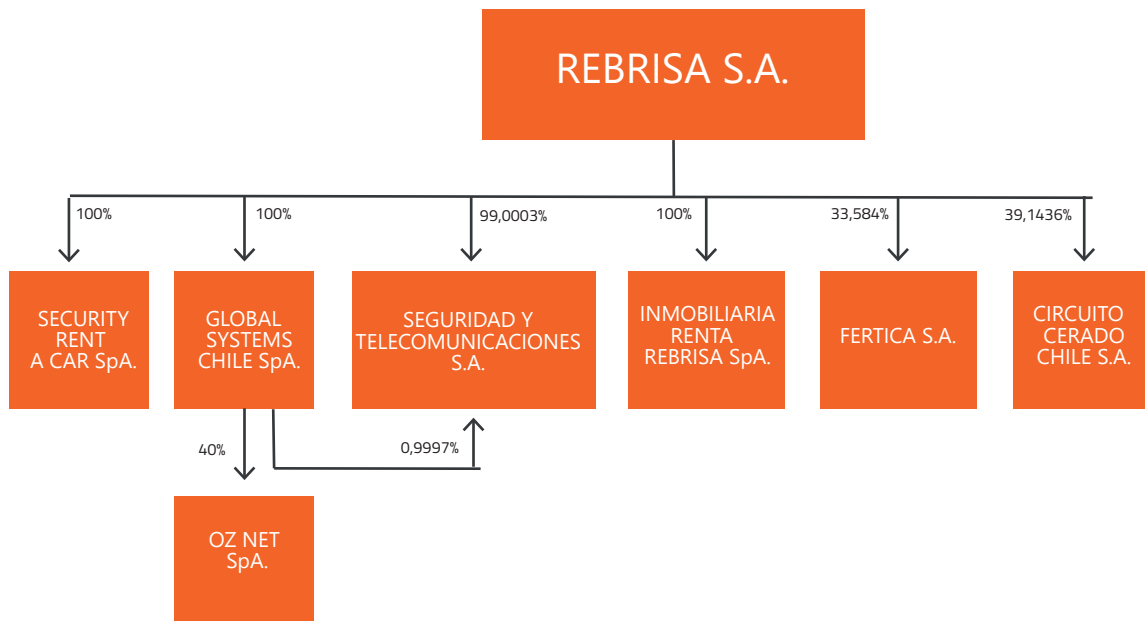 REBRISA S.A.
100%
100%
99,0003%
100%
33,584%
39,1436%
SECURITY
RENT
A CAR SpA.
GLOBAL
SYSTEMS
CHILE SpA.
SEGURIDAD Y
TELECOMUNICACIONES
S.A.
INMOBILIARIA
RENTA
REBRISA SpA.
FERTICA S.A.
CIRCUITO
CERADO
CHILE S.A.
40%
0,9997%
OZ NET
SpA.